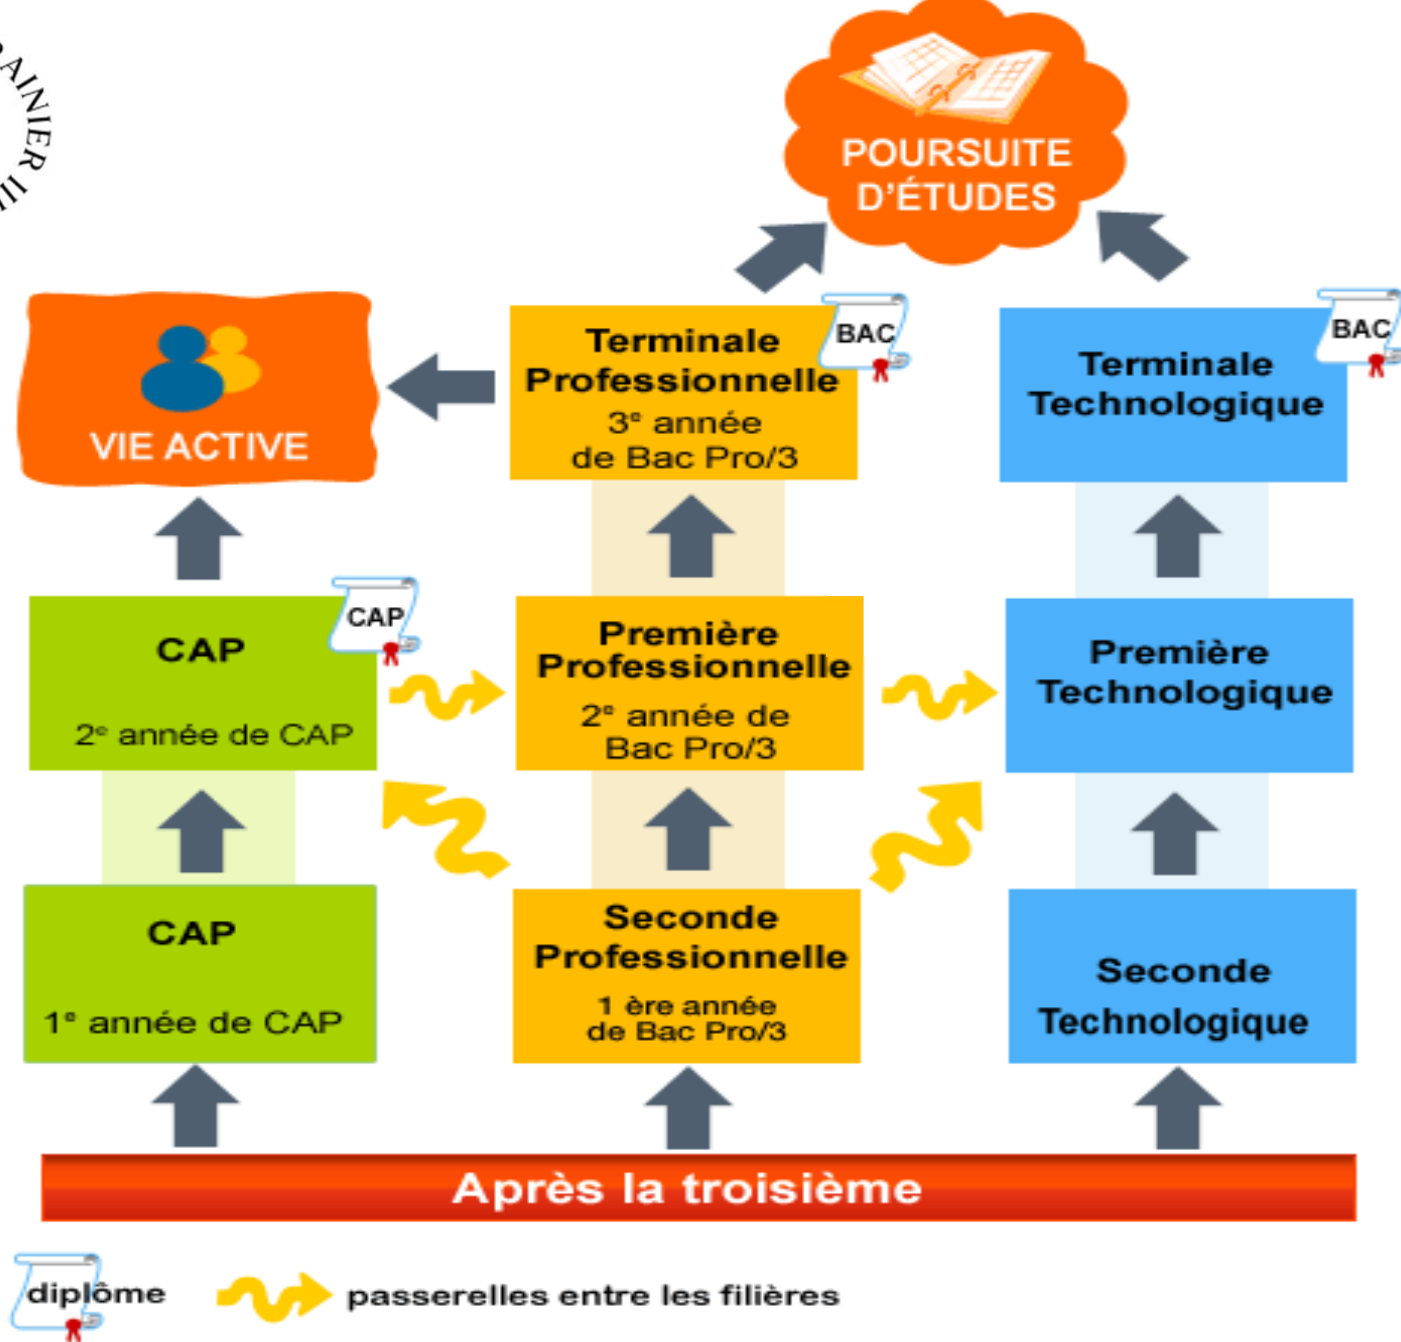 RAINIER III
POURSUITE
D'ÉTUDES
VIE ACTIVE
Terminale
Professionnelle
3e année
de Bac Pro/3
BAC
Terminale
Technologique
BAC
CAP
2e année de CAP
CAP
Première
Professionnelle
2e année de
Bac Pro/3
Première
Technologique
CAP
1e année de CAP
Seconde
Professionnelle
1 ère année
de Bac Pro/3
Seconde
Technologique
Après la troisième
diplôme
passerelles entre les filières